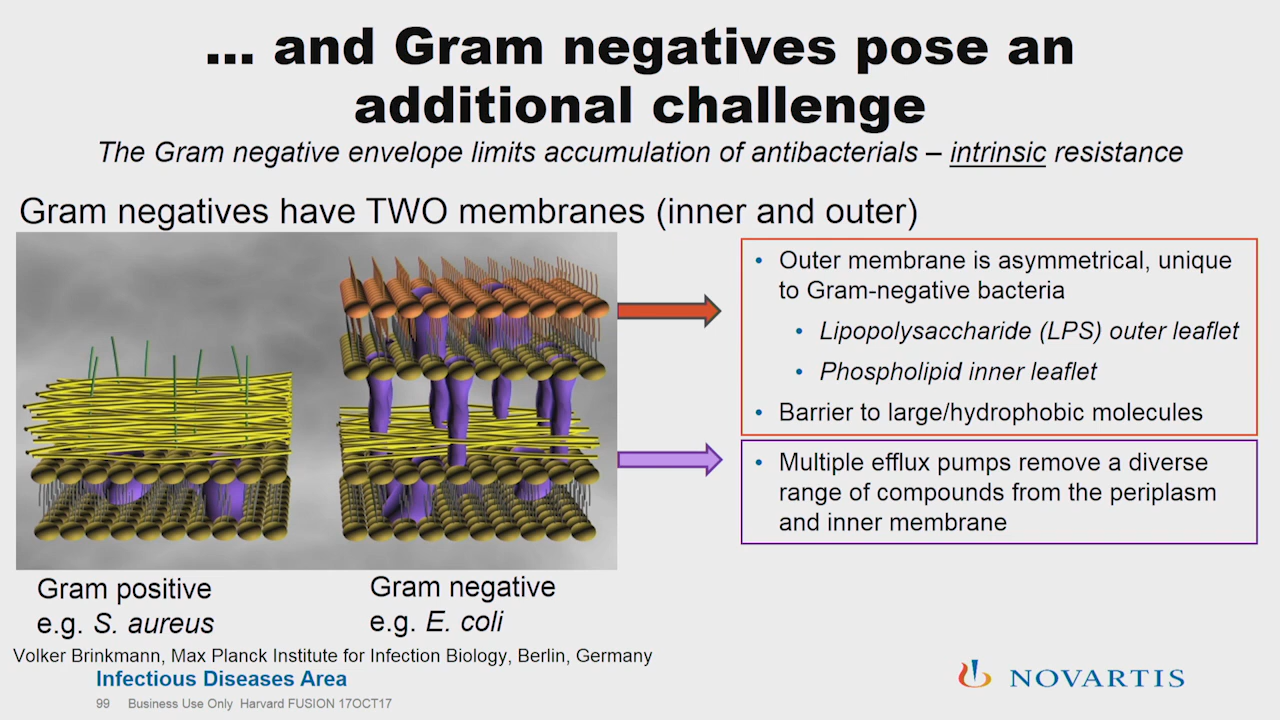 ... and Gram negatives pose an
additional challenge
The Gram negative envelope limits accumulation of antibacterials – intrinsic resistance
Gram negatives have TWO membranes (inner and outer)
• Outer membrane is asymmetrical, unique
to Gram-negative bacteria
• Lipopolysaccharide (LPS) outer leaflet
• Phospholipid inner leaflet
• Barrier to large/hydrophobic molecules
• Multiple efflux pumps remove a diverse
range of compounds from the periplasm
and inner membrane
Gram positive
e.g. S. aureus
Gram negative
e.g. E. coli
Volker Brinkmann, Max Planck Institute for Infection Biology, Berlin, Germany
Infectious Diseases Area
99 Business Use Only Harvard FUSION 17OCT17
NOVARTIS